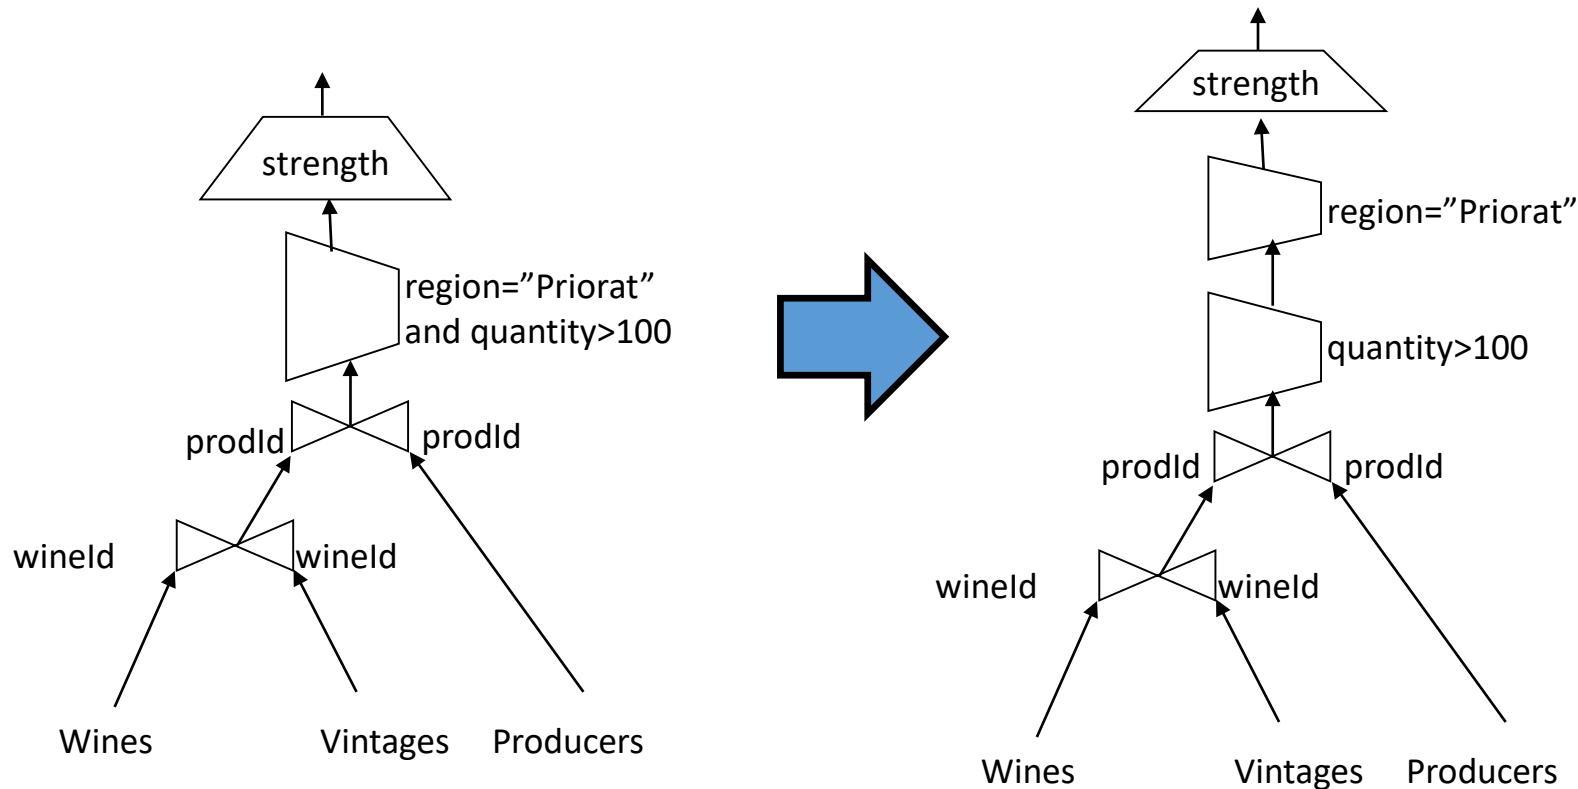 strength
region=”Priorat”
and quantity>100
prodId
prodId
wineId
wineId
Wines
Vintages
Producers
strength
region=”Priorat”
quantity>100
prodId
prodId
wineId
wineId
Wines
Vintages
Producers